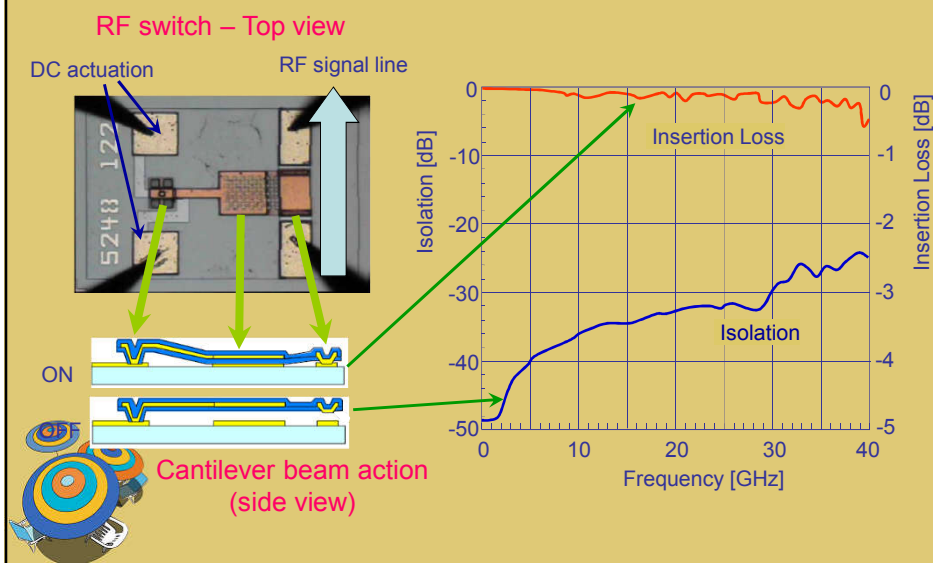 RF switch – Top view
DC actuation
RF signal line
5248 122
ON
OFF
Cantilever beam action
(side view)
Isolation [dB]
0
-10
-20
-30
-40
-50
Insertion Loss
Isolation
0
-1
-2
-3
-4
-5
Insertion Loss [dB]
0
10
20
30
40
Frequency [GHz]